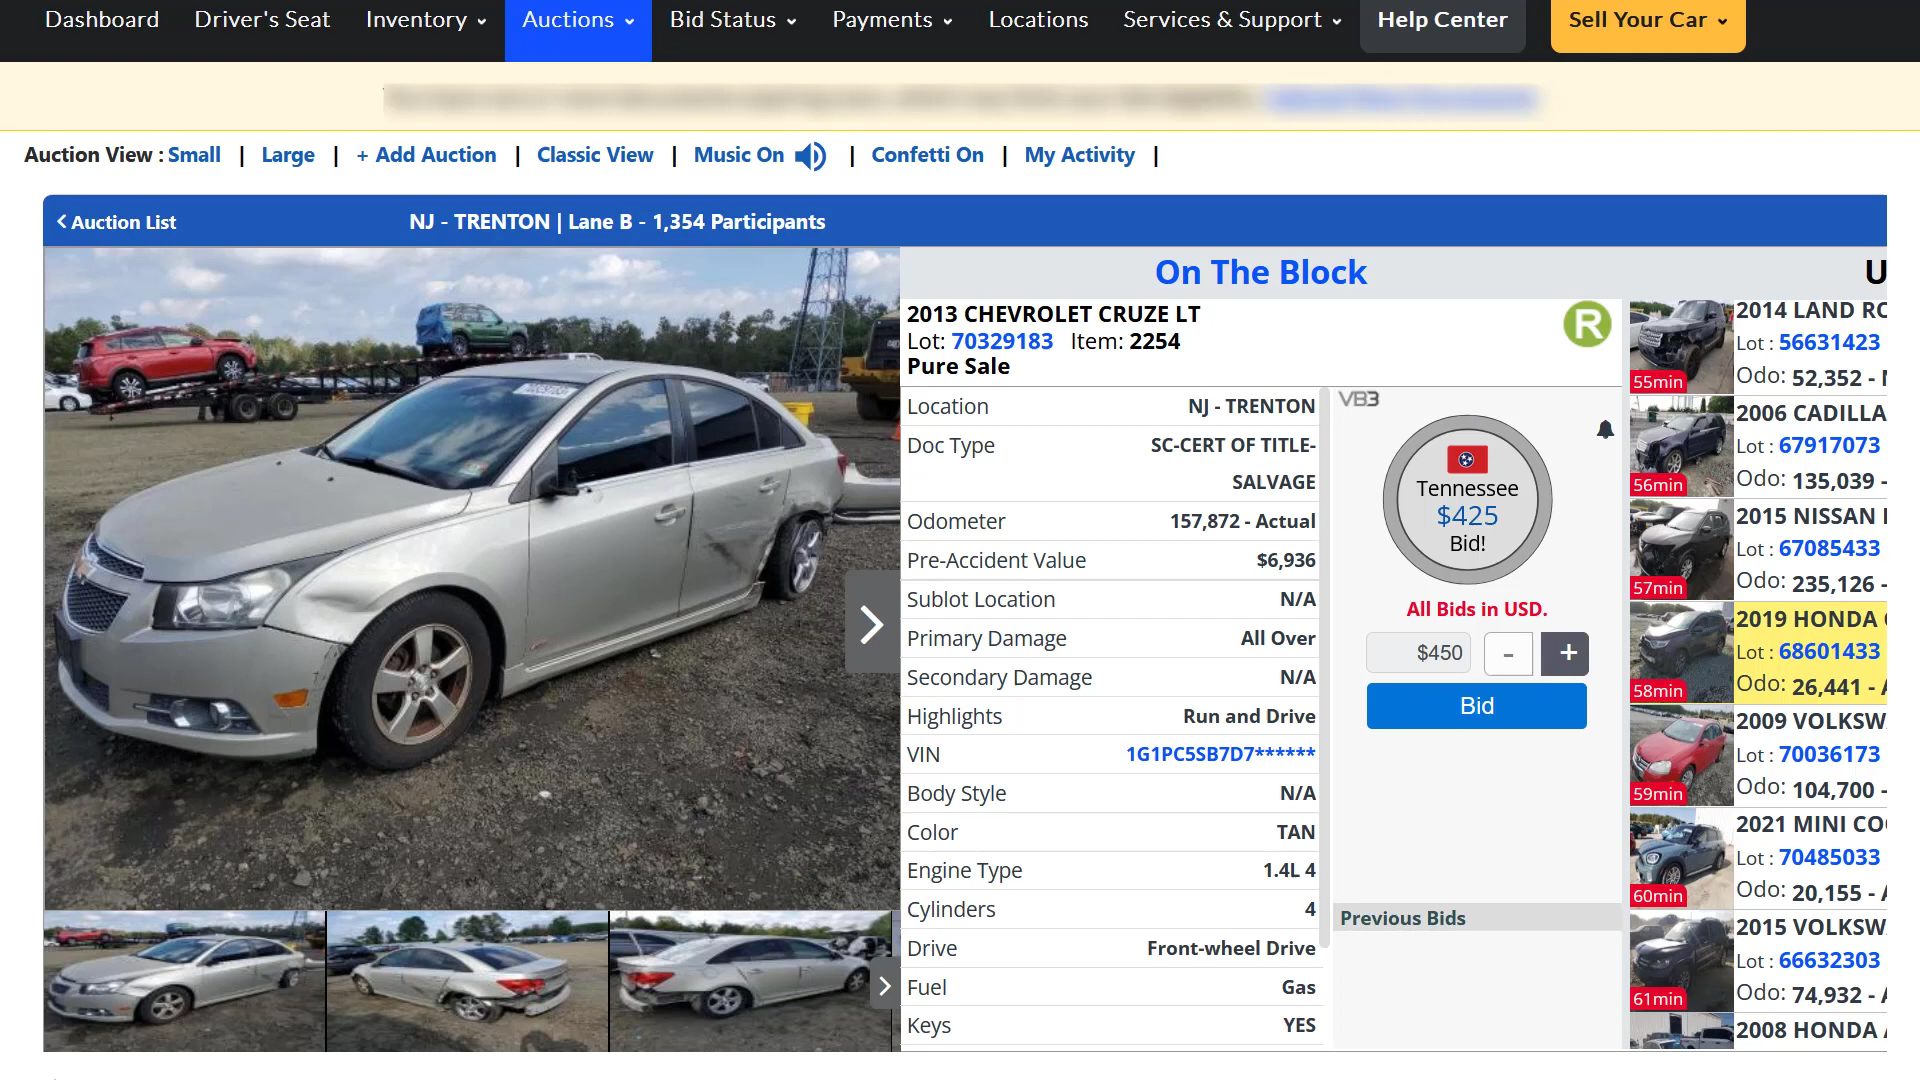 Dashboard
Driver's Seat
Inventory
Auctions
Bid Status
Payments
Locations
Services & Support
Help Center
Sell Your Car
Auction View : Small | Large | + Add Auction | Classic View | Music On | Confetti On | My Activity |
Auction List
NJ - TRENTON | Lane B - 1,354 Participants
On The Block
U
2013 CHEVROLET CRUZE LT
Lot: 70329183 Item: 2254
Pure Sale
R
70329183
Location NJ - TRENTON
Doc Type SC-CERT OF TITLE-
SALVAGE
Odometer 157,872 - Actual
Pre-Accident Value $6,936
Sublot Location N/A
Primary Damage All Over
Secondary Damage N/A
Highlights Run and Drive
VIN 1G1PC5SB7D7******
Body Style N/A
Color TAN
Engine Type 1.4L 4
Cylinders 4
Drive Front-wheel Drive
Fuel Gas
Keys YES
VB3
Tennessee
$425
Bid!
All Bids in USD.
$450 - +
Bid
Previous Bids
2014 LAND RO
Lot : 56631423
Odo: 52,352 -
55min
2006 CADILLA
Lot : 67917073
Odo: 135,039 -
56min
2015 NISSAN
Lot : 67085433
Odo: 235,126 -
57min
2019 HONDA
Lot : 68601433
Odo: 26,441 - A
58min
2009 VOLKSW
Lot : 70036173
Odo: 104,700 -
59min
2021 MINI CO
Lot : 70485033
Odo: 20,155 - A
60min
2015 VOLKSW
Lot : 66632303
Odo: 74,932 - A
61min
2008 HONDA A